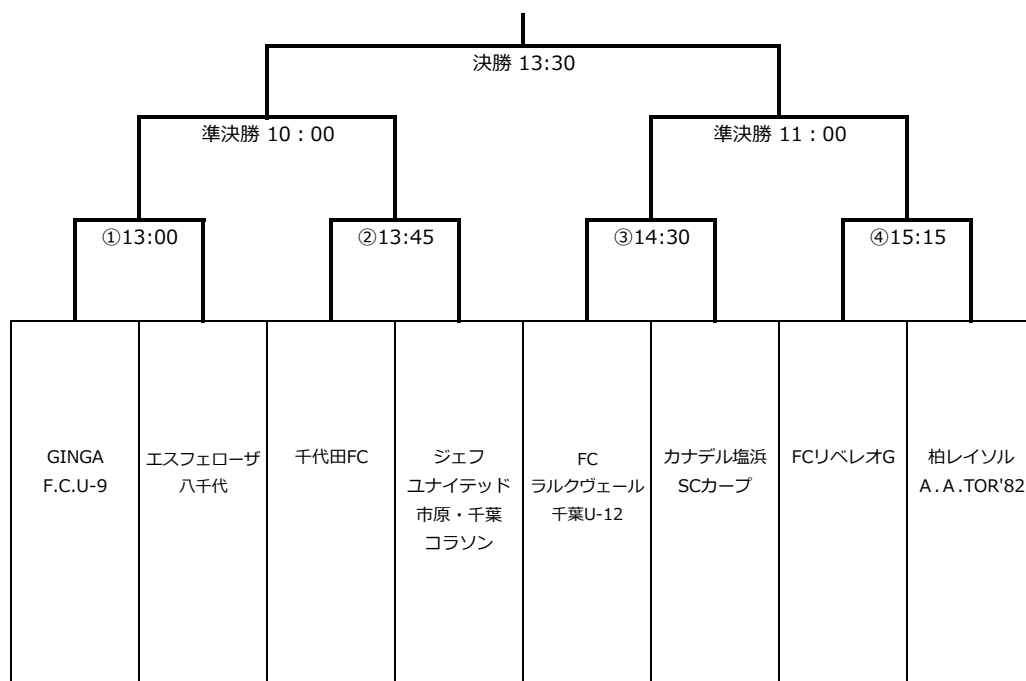 決勝 13:30
準決勝 10：00
準決勝 11：00
①13:00
②13:45
③14:30
④15:15
GINGA
F.C.U-9
エスフェローザ
八千代
千代田FC
ジェフ
ユナイテッド
市原・千葉
コラソン
FC
ラルクヴェール
千葉U-12
カナデル塩浜
SCカープ
FCリベレオG
柏レイソル
A．A.TOR'82